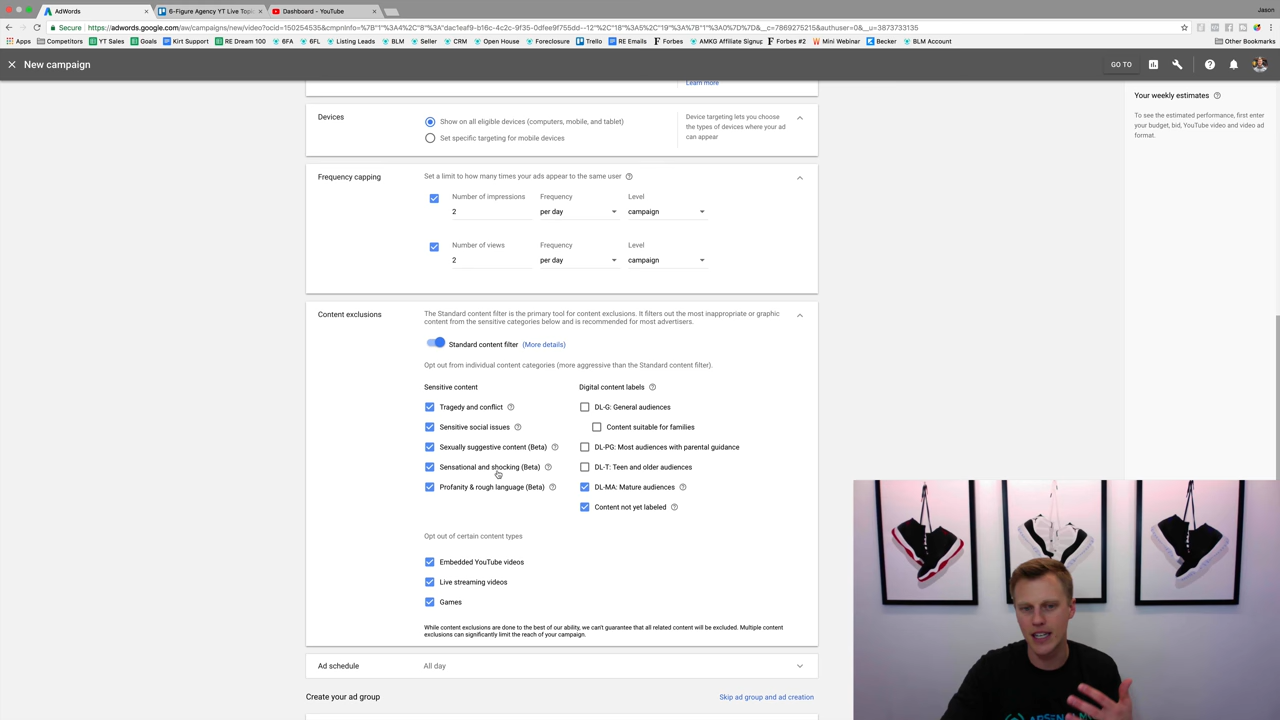 Jason
AdWords
6-Figure Agency YT Live Topic
Dashboard - YouTube
Secure
https://adwords.google.com/aw/campaigns/new/video?
Apps
Competitors
YT Sales
Goals
Kirt Support
RE Dream 100
6FA
6FL
Listing Leads
BLM
Seller
CRM
Open House
Foreclosure
Trello
RE Emails
Forbes
AMKG Affiliate Signup
Forbes #2
Mini Webinar
Becker
BLM Account
Other Bookmarks
New campaign
GO TO
Learn more
Your weekly estimates
To see the estimated performance, first enter
your budget, bid, YouTube video and video ad
format.
Devices
Show on all eligible devices (computers, mobile, and tablet)
Set specific targeting for mobile devices
Device targeting lets you choose
the types of devices where your ad
can appear
Frequency capping
Set a limit to how many times your ads appear to the same user
Number of impressions
Frequency
Level
2
per day
campaign
Number of views
Frequency
Level
2
per day
campaign
Content exclusions
The Standard content filter is the primary tool for content exclusions. It filters out the most inappropriate or graphic
content from the sensitive categories below and is recommended for most advertisers.
Standard content filter (More details)
Opt out from individual content categories (more aggressive than the Standard content filter).
Sensitive content
Digital content labels
Tragedy and conflict
DL-G: General audiences
Sensitive social issues
Content suitable for families
Sexually suggestive content (Beta)
DL-PG: Most audiences with parental guidance
Sensational and shocking (Beta)
DL-T: Teen and older audiences
Profanity & rough language (Beta)
DL-MA: Mature audiences
Content not yet labeled
Opt out of certain content types
Embedded YouTube videos
Live streaming videos
Games
While content exclusions are done to the best of our ability, we can't guarantee that all related content will be excluded. Multiple content
exclusions can significantly limit the reach of your campaign.
Ad schedule
All day
Create your ad group
Skip ad group and ad creation